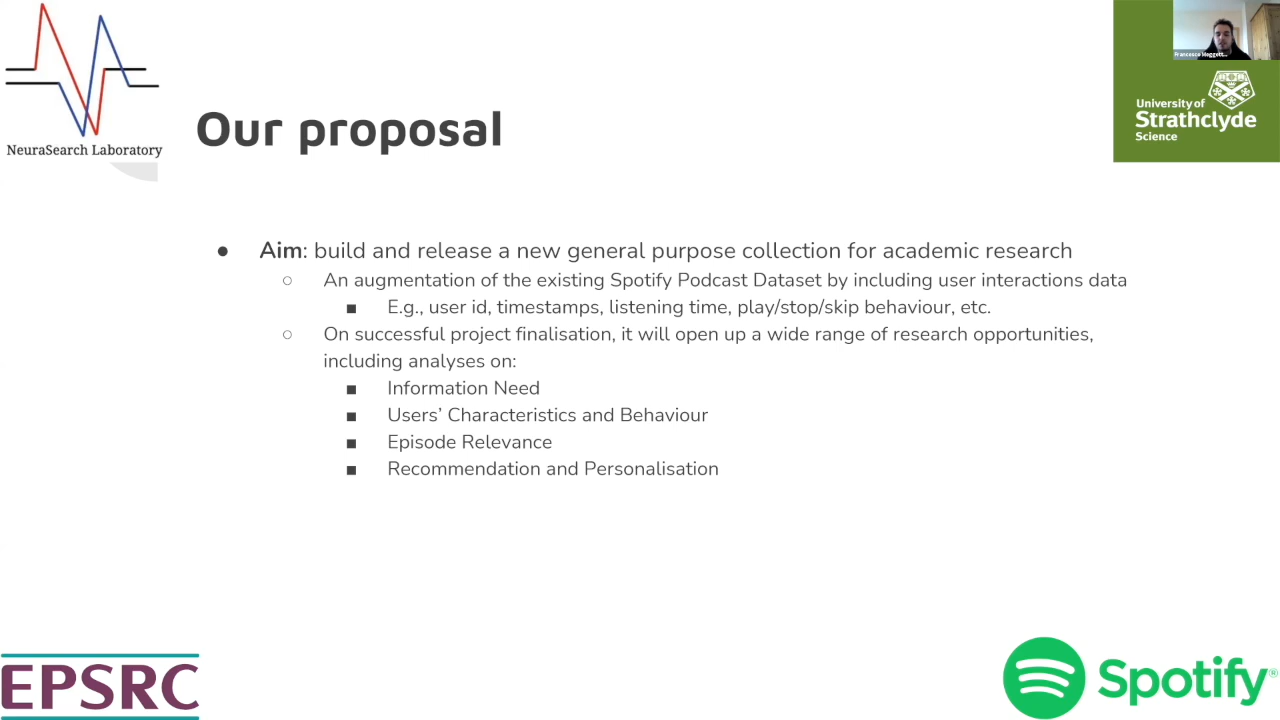 Francesco Meggett...
University of
Strathclyde
Science
NeuraSearch Laboratory
Our proposal
● Aim: build and release a new general purpose collection for academic research
○ An augmentation of the existing Spotify Podcast Dataset by including user interactions data
■ E.g., user id, timestamps, listening time, play/stop/skip behaviour, etc.
○ On successful project finalisation, it will open up a wide range of research opportunities,
including analyses on:
■ Information Need
■ Users’ Characteristics and Behaviour
■ Episode Relevance
■ Recommendation and Personalisation
EPSRC
Spotify®